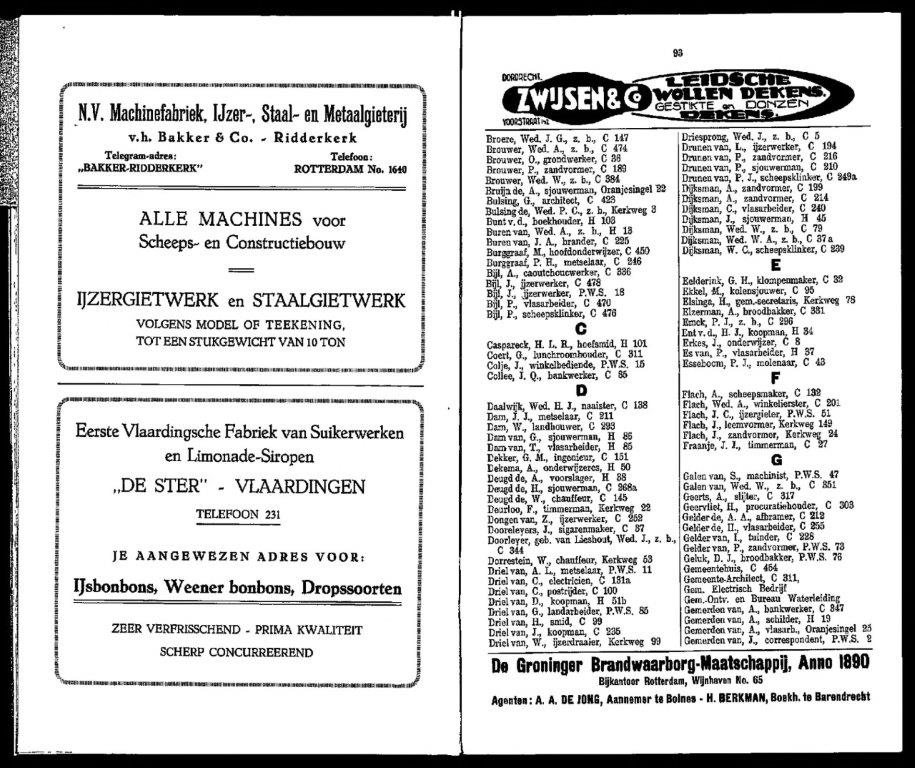 N.V. Machinefabriek, IJzer-, Staal- en Metaalgieterij
v.h. Bakker & Co. - Ridderkerk
Telegram-adres: Telefoon:
„BAKKER-RIDDERKERK" ROTTERDAM No. 1640
ALLE MACHINES voor
Scheeps- en Constructiebouw
IJZERGIETWERK en STAALGIETWERK
VOLGENS MODEL OF TEEKENING,
TOT EEN STUKGEWICHT VAN 10 TON
Eerste Vlaardingsche Fabriek van Suikerwerken
en Limonade-Siropen
„DE STER" - VLAARDINGEN
TELEFOON 231
JE AANGEWEZEN ADRES VOOR:
IJsbonbons, Weener bonbons, Dropssoorten
ZEER VERFRISSCHEND - PRIMA KWALITEIT
SCHERP CONCURREEREND
93
DORDRECHT.
ZWIJSEN & Co
VOORSTRAAT
LEIDSCHE
WOLLEN DEKENS.
GESTIKTE en DONZEN
DEKENS.
Broere, Wed. J. G., z. b., C 147
Brouwer, Wed. A., z. b., C 474
Brouwer, O., grondwerker, C 36
Brouwer, P., zandvormer, C 189
Brouwer, Wed. W., z. b., C 384
Bruijn de, A., sjouwerman, Oranjesingel 22
Bulsing, G., architect, C 423
Bulsing de, Wed. P. C., z. b., Kerkweg 3
Bunt v. d., boekhouder, H 103
Buren van, Wed. A., z. b., H 13
Buren van, J. A., brander, C 225
Burggraaf, M., hoofdonderwijzer, C 450
Burggraaf, P. H., metselaar, C 246
Bijl, A., caoutchoucwerker, C 336
Bijl, J., ijzerwerker, C 478
Bijl, J., ijzerwerker, P.W.S. 18
Bijl, P., vlasarbeider, C 470
Bijl, P., scheepsklinker, C 476
C
Caspareck, H. L. R., hoefsmid, H 101
Coert, G., lunchroomhouder, C 311
Colje, J., winkelbediende, P.W.S. 15
Collee, J. Q., bankwerker, C 85
D
Daalwijk, Wed. H. J., naaister, C 138
Dam, J. J., metselaar, C 211
Dam, W., landbouwer, C 293
Dam van, G., sjouwerman, H 86
Dam van, T., vlasarbeider, H 85
Dekker, G. M., ingenieur, C 151
Dekema, A., onderwijzeres, H 50
Deugd de, A., voorslager, H 38
Deugd de, H., sjouwerman, C 268a
Deugd de, W., chauffeur, C 145
Deurloo, F., timmerman, Kerkweg 22
Dongen van, Z., ijzerwerker, C 252
Dooreleyers, J., sigarenmaker, C 37
Doorleyer, geb. van Lieshout, Wed. J., z. b.,
C 344
Dorrestein, W., chauffeur, Kerkweg 53
Driel van, A. L., metselaar, P.W.S. 11
Driel van, C., electricien, C 131a
Driel van, C., postrijder, C 100
Driel van, D., koopman, H 51b
Driel van, G., landarbeider, P.W.S. 85
Driel van, H., smid, C 99
Driel van, J., koopman, C 235
Driel van, W., ijzerdraaier, Kerkweg 99
Driesprong, Wed. J., z. b., C 5
Drunen van, L., ijzerwerker, C 194
Drunen van, P., zandvormer, C 216
Drunen van, P., sjouwerman, C 210
Drunen van, P. J., scheepsklinker, C 249a
Dijksman, A., zandvormer, C 199
Dijksman, A., zandvormer, C 214
Dijksman, C., vlasarbeider, C 240
Dijksman, J., sjouwerman, H 45
Dijksman, Wed. W., z. b., C 79
Dijksman, Wed. W. A., z. b., C 37a
Dijksman, W. C., scheepsklinker, C 239
E
Eelderink, G. H., klompenmaker, C 32
Ekkel, M., kolensjouwer, C 95
Elsinga, H., gem.-secretaris, Kerkweg 78
Elzerman, A., broodbakker, C 381
Emck, P. J., z. b., C 296
Ent v. d., H. J., koopman, H 34
Erkes, J., onderwijzer, C 8
Es van, P., vlasarbeider, H 37
Esseboom, P. J., molenaar, C 43
F
Flach, A., scheepsmaker, C 132
Flach, Wed. A., winkelierster, C 201
Flach, J. C., ijzergieter, P.W.S. 51
Flach, J., leemvormer, Kerkweg 149
Flach, J., zandvormer, Kerkweg 24
Fraanje, J. J., timmerman, C 27
G
Galen van, S., machinist, P.W.S. 47
Galen van, Wed. W., z. b., C 351
Geerts, A., slijter, C 317
Geervliet, H., procuratiehouder, C 303
Gelder de, A. A., afbramer, C 212
Gelder de, D., vlasarbeider, C 255
Gelder van, I., tuinder, C 228
Gelder van, P., zandvormer, P.W.S. 73
Geluk, D. J., broodbakker, P.W.S. 76
Gemeentehuis, C 454
Gemeente-Architect, C 311,
Gem. Electrisch Bedrijf
Gem.-Ontv. en Bureau Waterleiding
Gemerden van, A., bankwerker, C 347
Gemerden van, A., schilder, H 19
Gemerden van, A., vlasarb., Oranjesingel 25
Gemerden van, J., correspondent, P.W.S. 2
De Groninger Brandwaarborg-Maatschappij, Anno 1890
Bijkantoor Rotterdam, Wijnhaven No. 65
Agenten: A. A. DE JONG, Aannemer te Bolnes - H. BERKMAN, Boekh. te Barendrecht